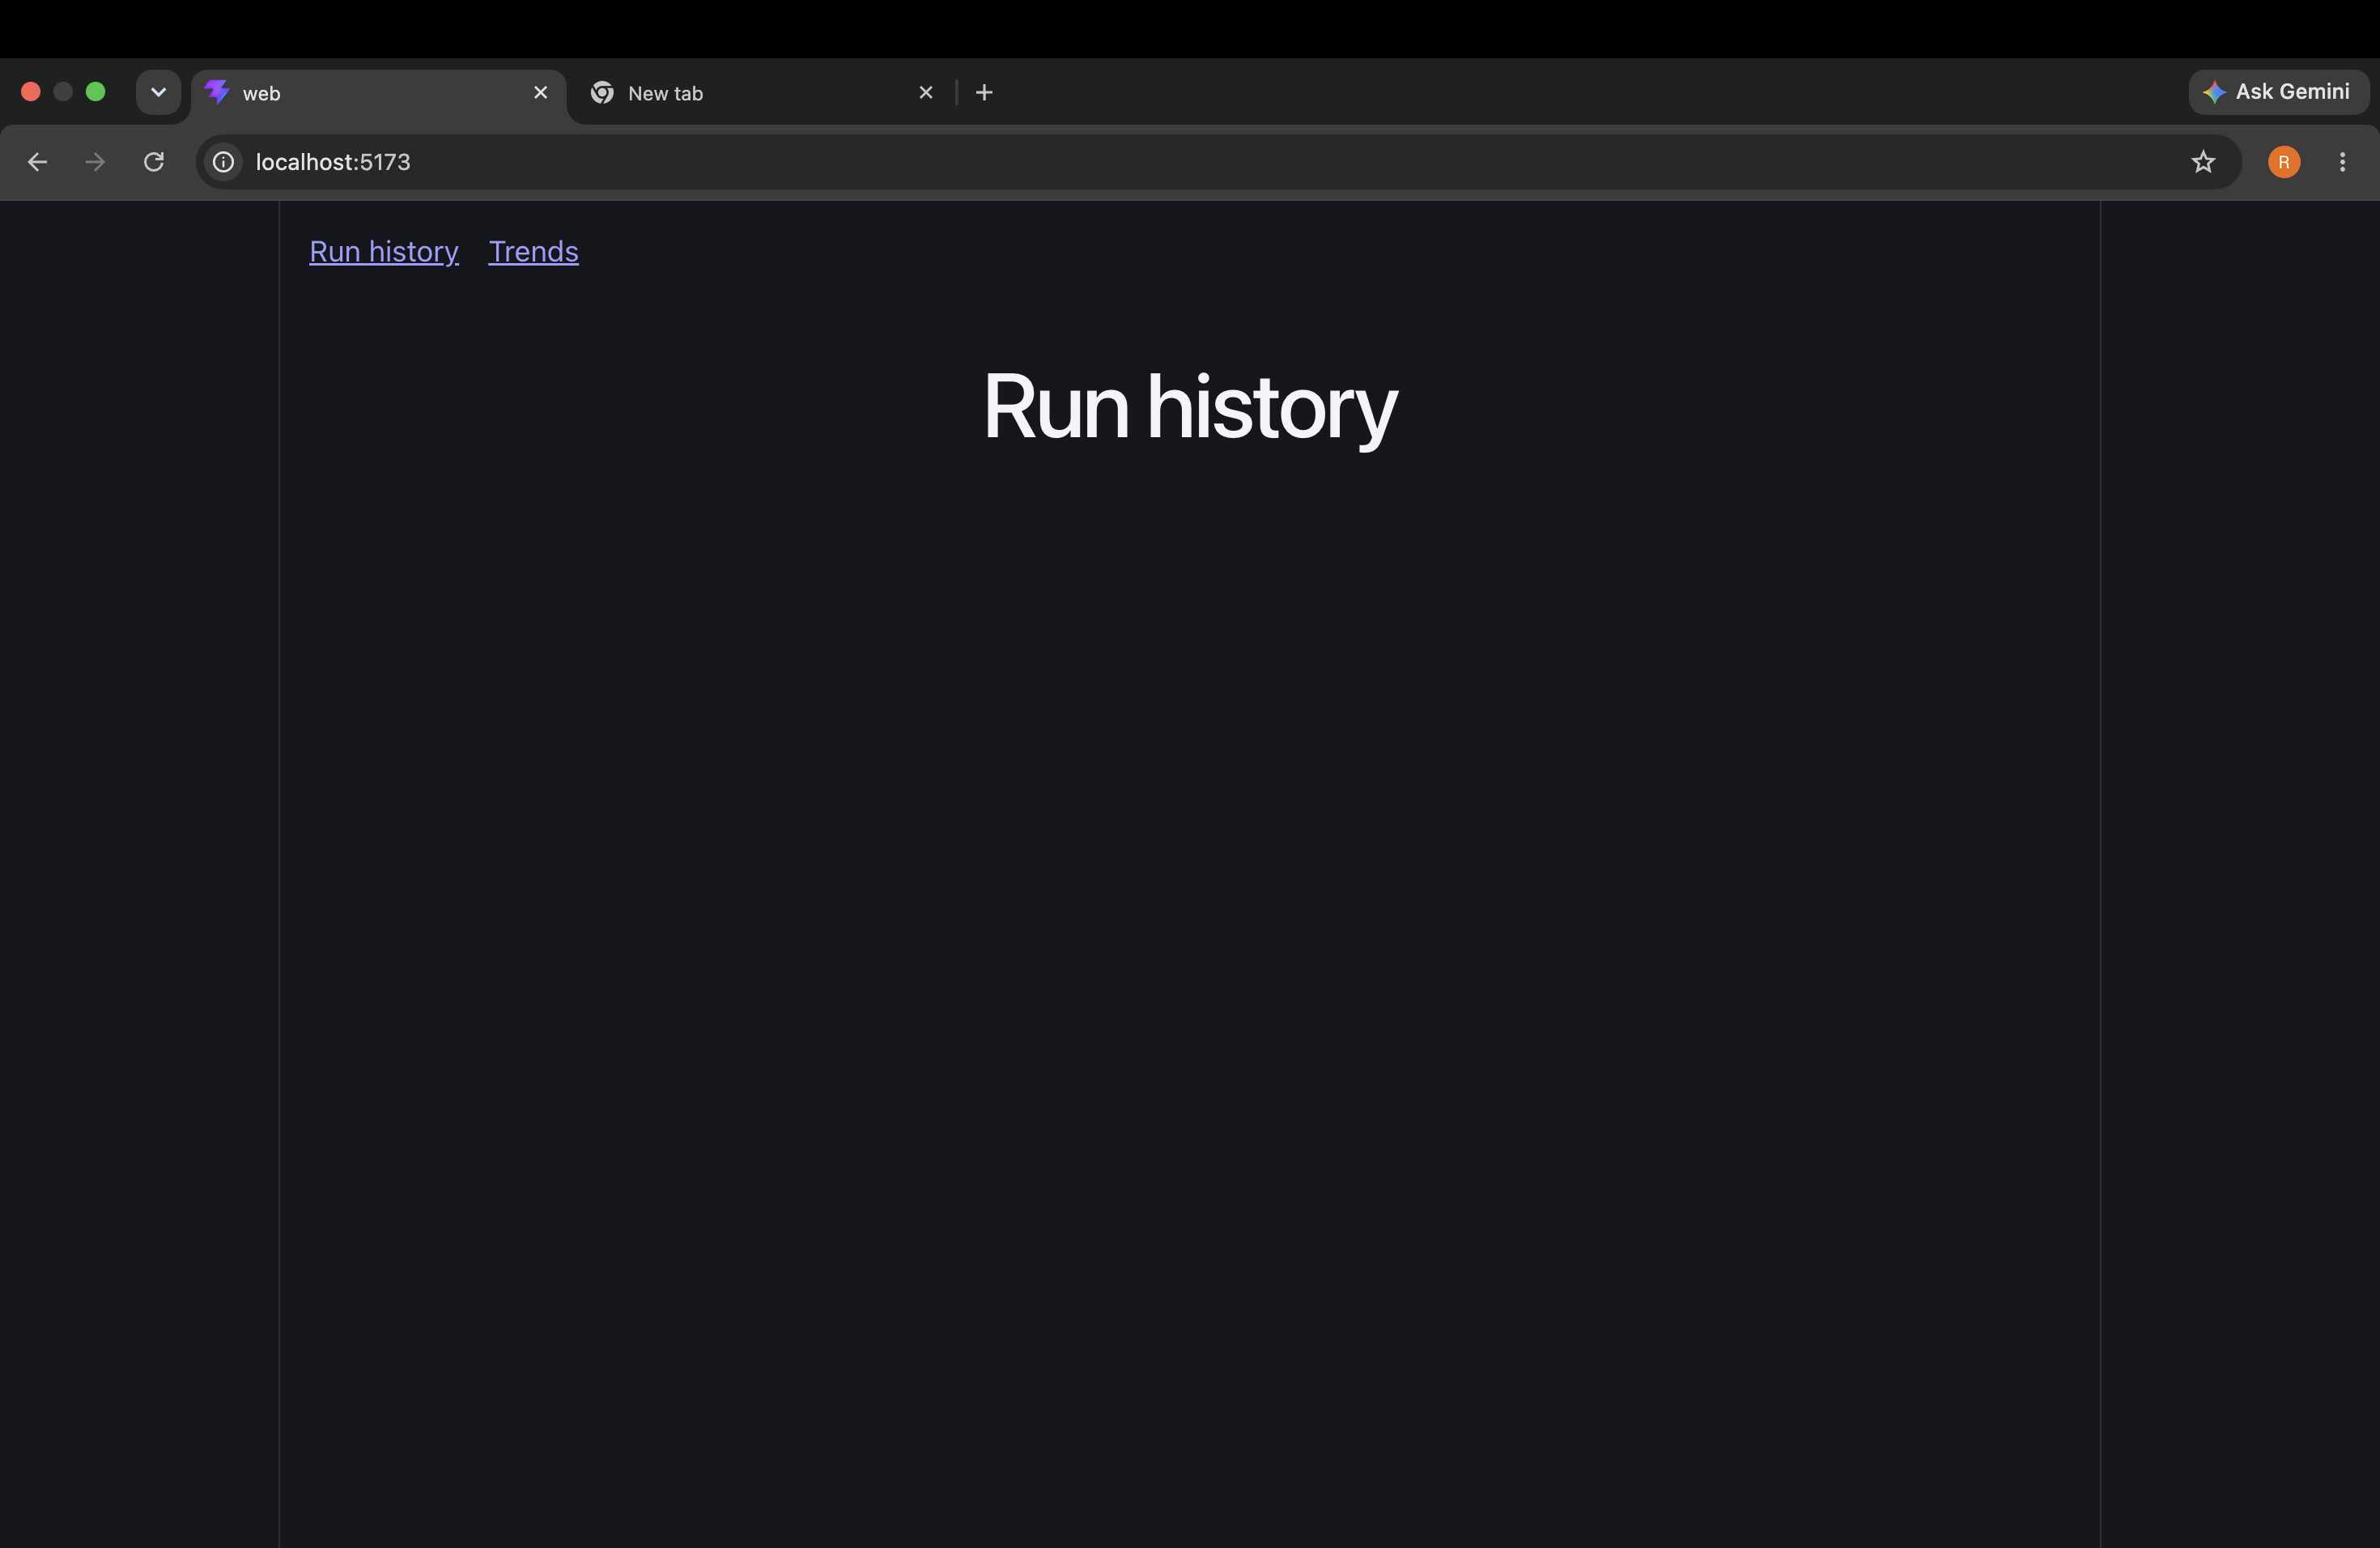 web
New tab
Ask Gemini
localhost:5173
R
Run history Trends
Run history